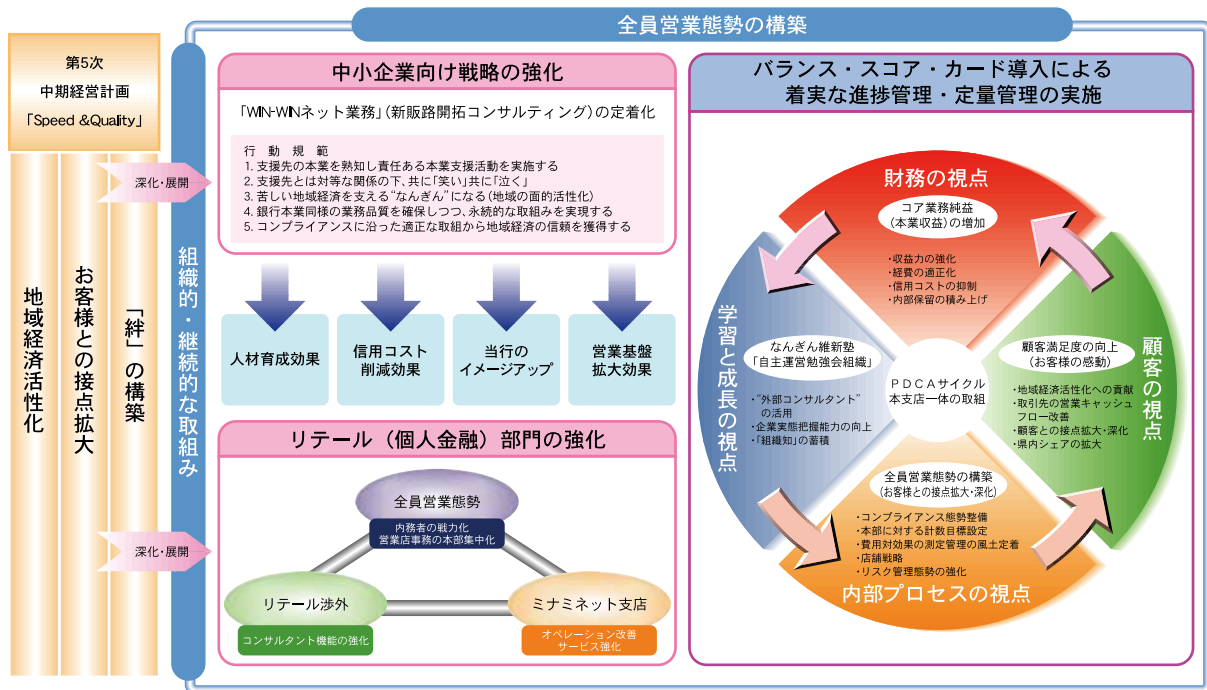 全員営業態勢の構築
第5次
中期経営計画
「Speed &Quality」
地域経済活性化
お客様との接点拡大
「絆」の構築
深化・展開
深化・展開
組織的・継続的な取組み
中小企業向け戦略の強化
「WIN-WINネット業務」(新販路開拓コンサルティング)の定着化
行動規範
1. 支援先の本業を熟知し責任ある本業支援活動を実施する
2. 支援先とは対等な関係の下、共に「笑い」共に「泣く」
3. 苦しい地域経済を支える“なんぎん”になる(地域の面的活性化)
4. 銀行本業同様の業務品質を確保しつつ、永続的な取組みを実現する
5. コンプライアンスに沿った適正な取組から地域経済の信頼を獲得する
人材育成効果
信用コスト
削減効果
当行の
イメージアップ
営業基盤
拡大効果
リテール(個人金融)部門の強化
全員営業態勢
内務者の戦力化
営業店事務の本部集中化
リテール渉外
コンサルタント機能の強化
ミナミネット支店
オペレーション改善
サービス強化
バランス・スコア・カード導入による
着実な進捗管理・定量管理の実施
財務の視点
コア業務純益
(本業収益)の増加
・収益力の強化
・経費の適正化
・信用コストの抑制
・内部保留の積み上げ
学習と成長の視点
なんぎん維新塾
「自主運営勉強会組織」
・“外部コンサルタント”
の活用
・企業実態把握能力の向上
・「組織知」の蓄積
PDCAサイクル
本支店一体の取組
顧客の視点
顧客満足度の向上
(お客様の感動)
・地域経済活性化への貢献
・取引先の営業キャッシュ
フロー改善
・顧客との接点拡大・深化
・県内シェアの拡大
全員営業態勢の構築
(お客様との接点拡大・深化)
・コンプライアンス態勢整備
・本部に対する計数目標設定
・費用対効果の測定管理の風土定着
・店舗戦略
・リスク管理態勢の強化
内部プロセスの視点